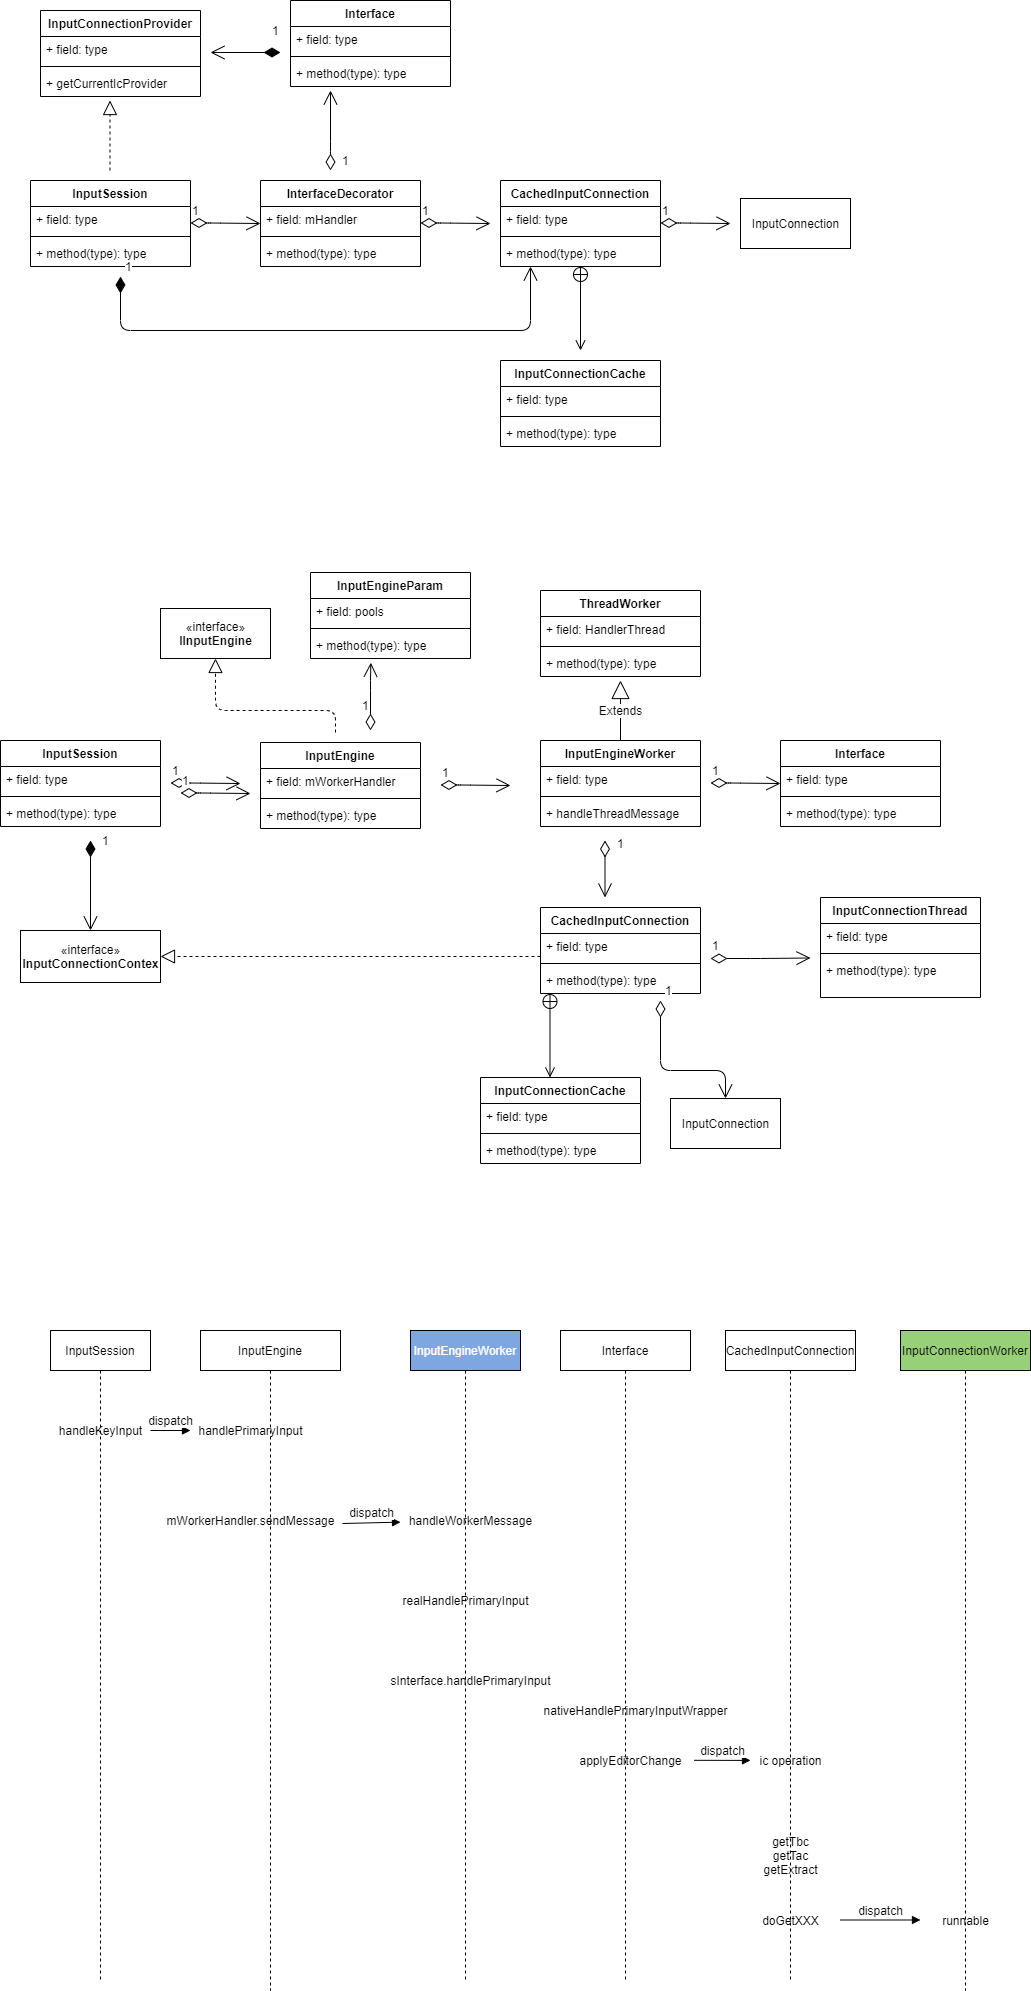 InputConnectionProvider
+ field: type
+ getCurrentIcProvider
1
Interface
+ field: type
+ method(type): type
1
InputSession
+ field: type
+ method(type): type
1
1
InterfaceDecorator
+ field: mHandler
+ method(type): type
1
CachedInputConnection
+ field: type
+ method(type): type
1
InputConnection
InputConnectionCache
+ field: type
+ method(type): type
InputEngineParam
+ field: pools
+ method(type): type
1
«interface»
IInputEngine
ThreadWorker
+ field: HandlerThread
+ method(type): type
Extends
InputSession
+ field: type
+ method(type): type
1
1
1
InputEngine
+ field: mWorkerHandler
+ method(type): type
1
InputEngineWorker
+ field: type
+ handleThreadMessage
1
1
Interface
+ field: type
+ method(type): type
«interface»
InputConnectionContex
CachedInputConnection
+ field: type
+ method(type): type
1
1
InputConnectionThread
+ field: type
+ method(type): type
InputConnectionCache
+ field: type
+ method(type): type
InputConnection
InputSession
InputEngine
InputEngineWorker
Interface
CachedInputConnection
InputConnectionWorker
handleKeyInput
dispatch
handlePrimaryInput
mWorkerHandler.sendMessage
dispatch
handleWorkerMessage
realHandlePrimaryInput
sInterface.handlePrimaryInput
nativeHandlePrimaryInputWrapper
applyEditorChange
dispatch
ic operation
getTbc
getTac
getExtract
doGetXXX
dispatch
runnable